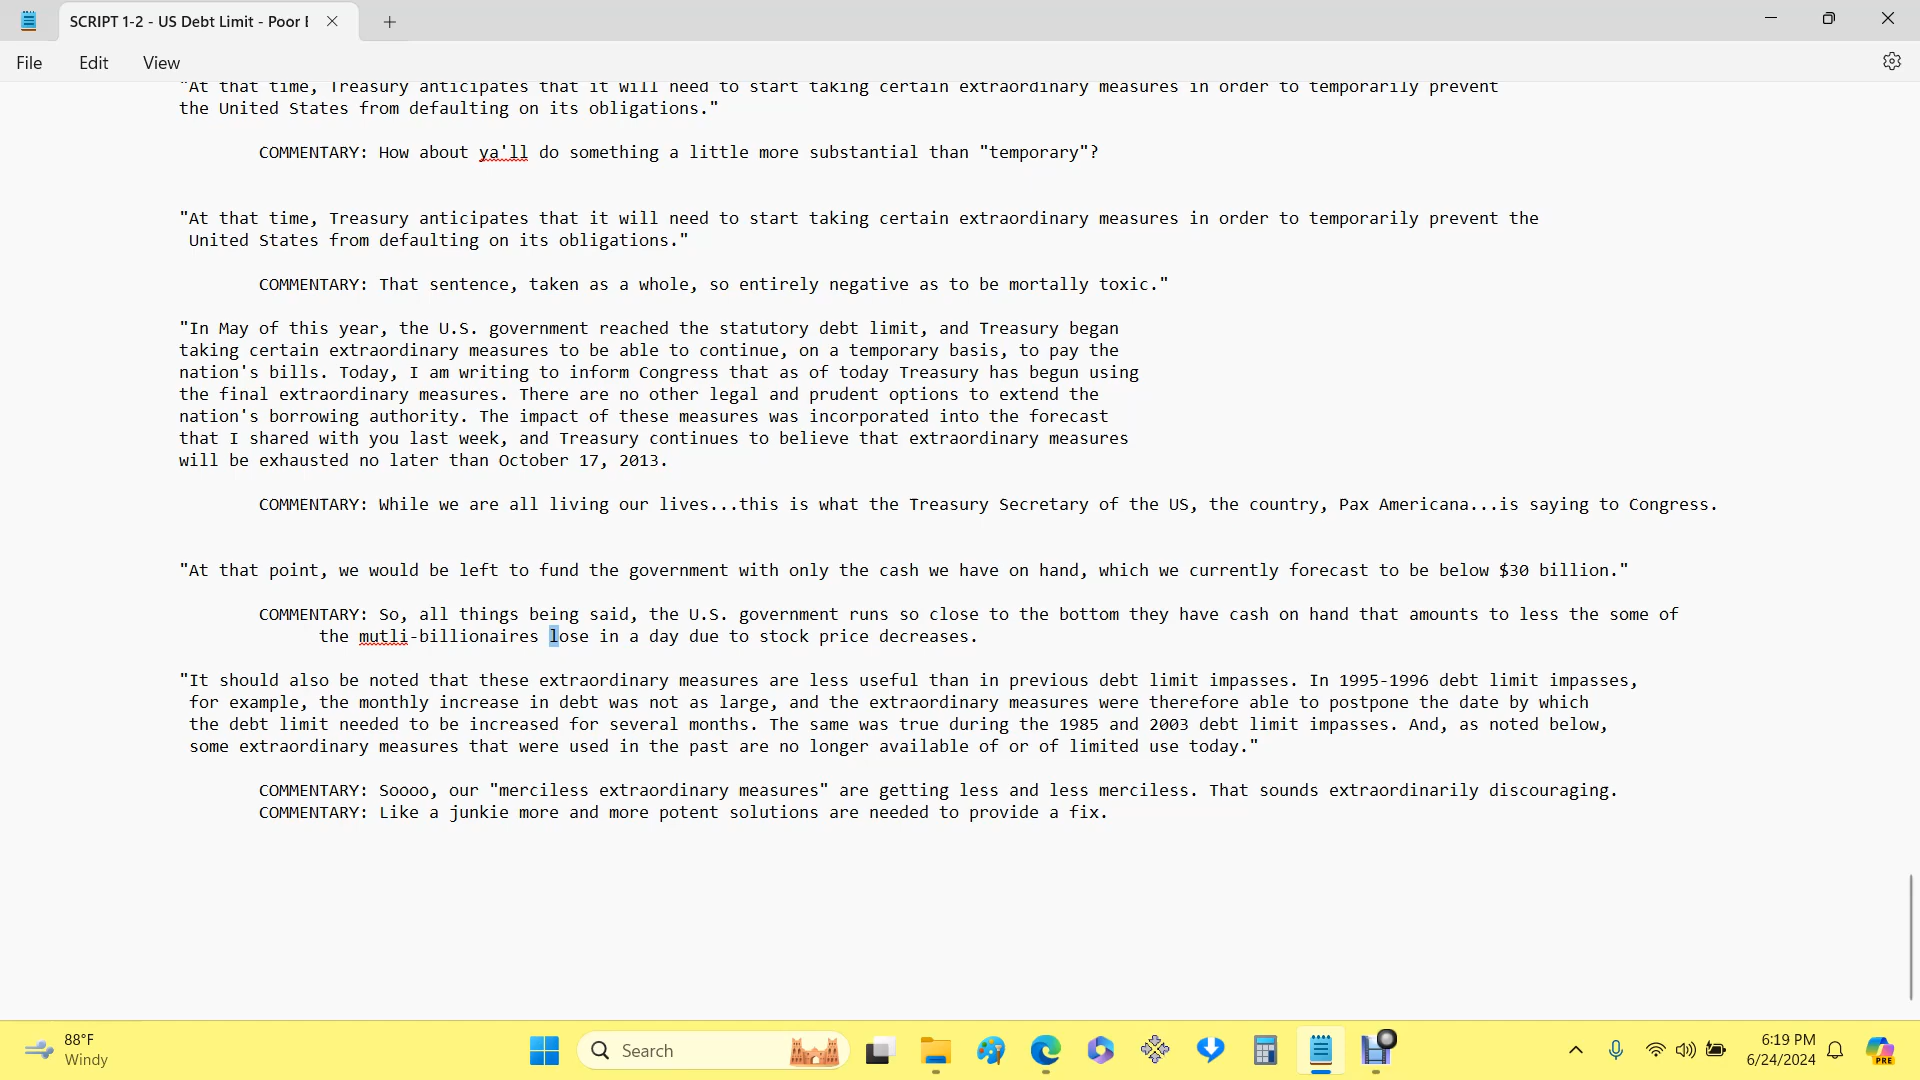 SCRIPT 1-2 - US Debt Limit - Poor
File Edit View
"At that time, Treasury anticipates that it will need to start taking certain extraordinary measures in order to temporarily prevent
the United States from defaulting on its obligations."
COMMENTARY: How about ya'll do something a little more substantial than "temporary"?
"At that time, Treasury anticipates that it will need to start taking certain extraordinary measures in order to temporarily prevent the
United States from defaulting on its obligations."
COMMENTARY: That sentence, taken as a whole, so entirely negative as to be mortally toxic."
"In May of this year, the U.S. government reached the statutory debt limit, and Treasury began
taking certain extraordinary measures to be able to continue, on a temporary basis, to pay the
nation's bills. Today, I am writing to inform Congress that as of today Treasury has begun using
the final extraordinary measures. There are no other legal and prudent options to extend the
nation's borrowing authority. The impact of these measures was incorporated into the forecast
that I shared with you last week, and Treasury continues to believe that extraordinary measures
will be exhausted no later than October 17, 2013.
COMMENTARY: While we are all living our lives...this is what the Treasury Secretary of the US, the country, Pax Americana...is saying to Congress.
"At that point, we would be left to fund the government with only the cash we have on hand, which we currently forecast to be below $30 billion."
COMMENTARY: So, all things being said, the U.S. government runs so close to the bottom they have cash on hand that amounts to less the some of
the mutli-billionaires lose in a day due to stock price decreases.
"It should also be noted that these extraordinary measures are less useful than in previous debt limit impasses. In 1995-1996 debt limit impasses,
for example, the monthly increase in debt was not as large, and the extraordinary measures were therefore able to postpone the date by which
the debt limit needed to be increased for several months. The same was true during the 1985 and 2003 debt limit impasses. And, as noted below,
some extraordinary measures that were used in the past are no longer available of or of limited use today."
COMMENTARY: Soooo, our "merciless extraordinary measures" are getting less and less merciless. That sounds extraordinarily discouraging.
COMMENTARY: Like a junkie more and more potent solutions are needed to provide a fix.
88°F
Windy
Search
6:19 PM
6/24/2024
PRE